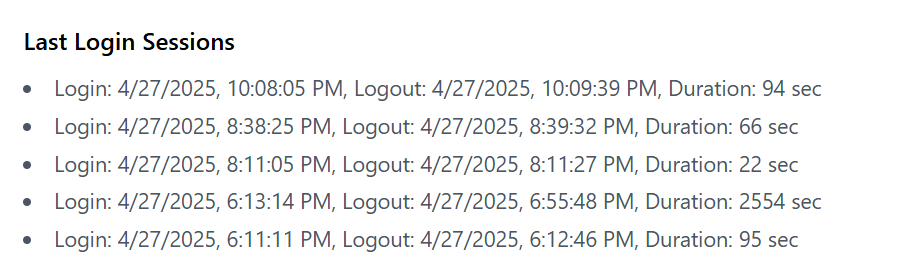 Last Login Sessions
Login: 4/27/2025, 10:08:05 PM, Logout: 4/27/2025, 10:09:39 PM, Duration: 94 sec
Login: 4/27/2025, 8:38:25 PM, Logout: 4/27/2025, 8:39:32 PM, Duration: 66 sec
Login: 4/27/2025, 8:11:05 PM, Logout: 4/27/2025, 8:11:27 PM, Duration: 22 sec
Login: 4/27/2025, 6:13:14 PM, Logout: 4/27/2025, 6:55:48 PM, Duration: 2554 sec
Login: 4/27/2025, 6:11:11 PM, Logout: 4/27/2025, 6:12:46 PM, Duration: 95 sec